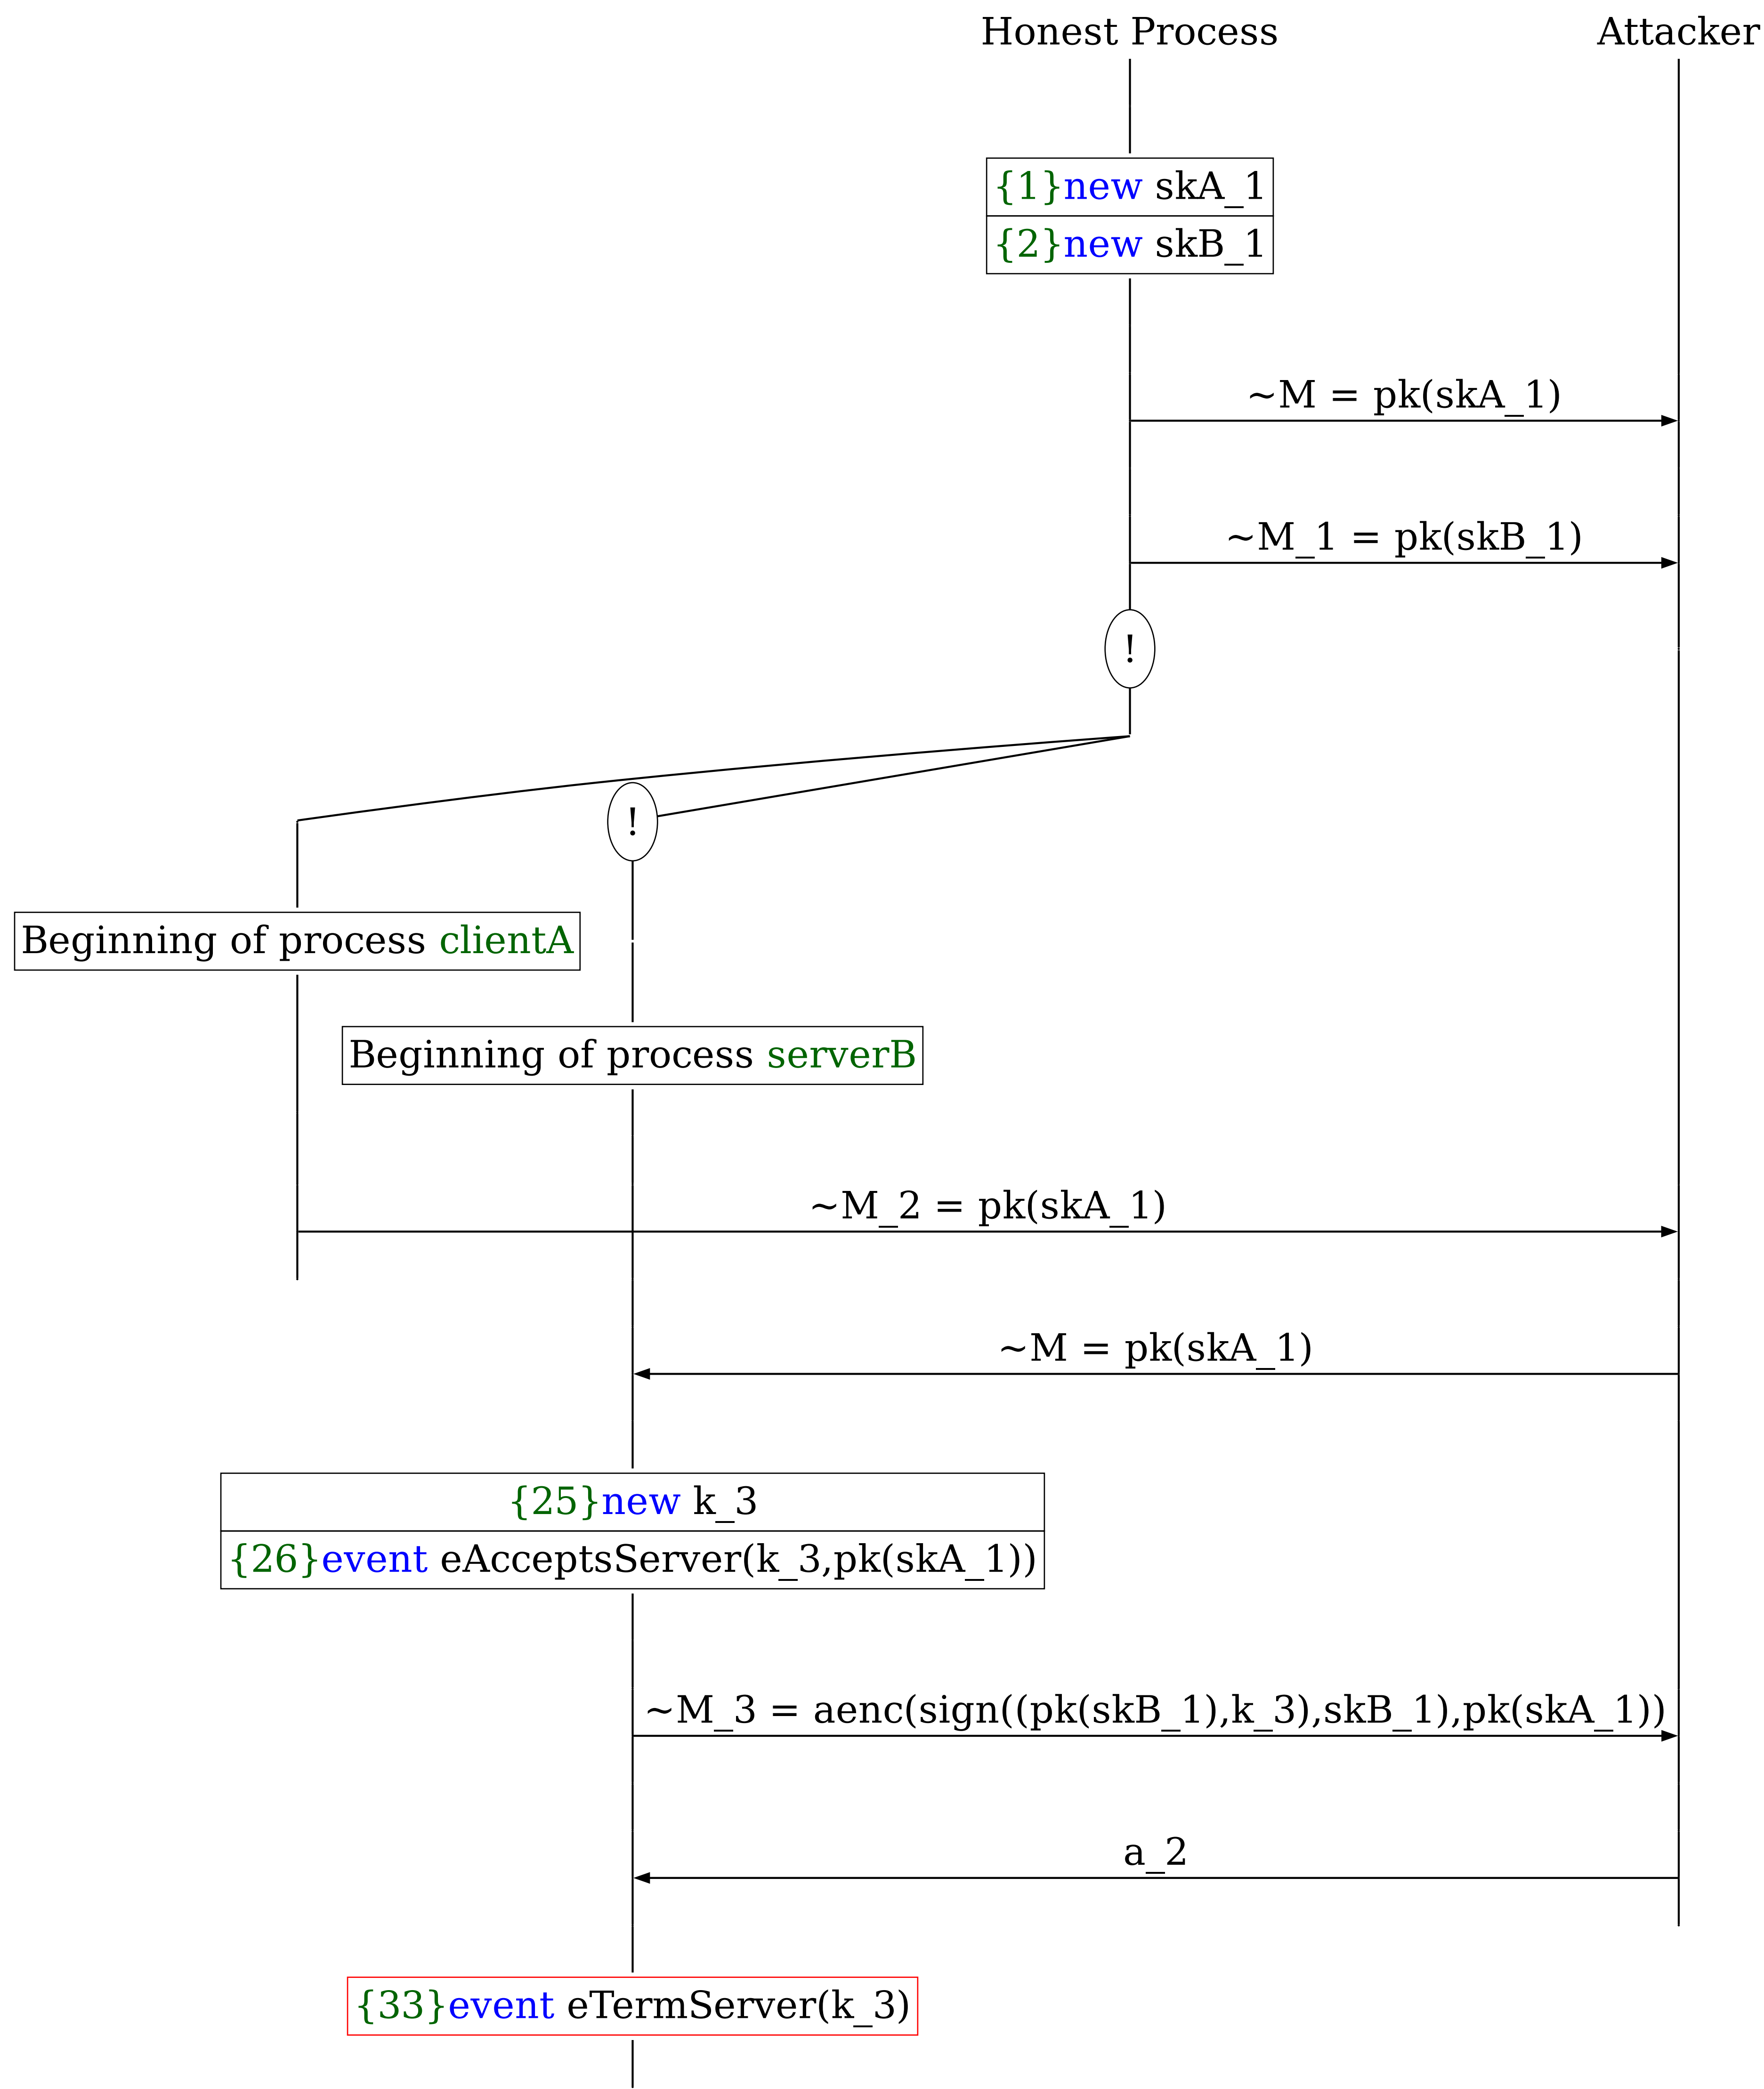 Honest Process
Attacker
{1}new skA_1
{2}new skB_1
~M = pk(skA_1)
~M_1 = pk(skB_1)
!
!
Beginning of process clientA
Beginning of process serverB
~M_2 = pk(skA_1)
~M = pk(skA_1)
{25}new k_3
{26}event eAcceptsServer(k_3,pk(skA_1))
~M_3 = aenc(sign((pk(skB_1),k_3),skB_1),pk(skA_1))
a_2
{33}event eTermServer(k_3)